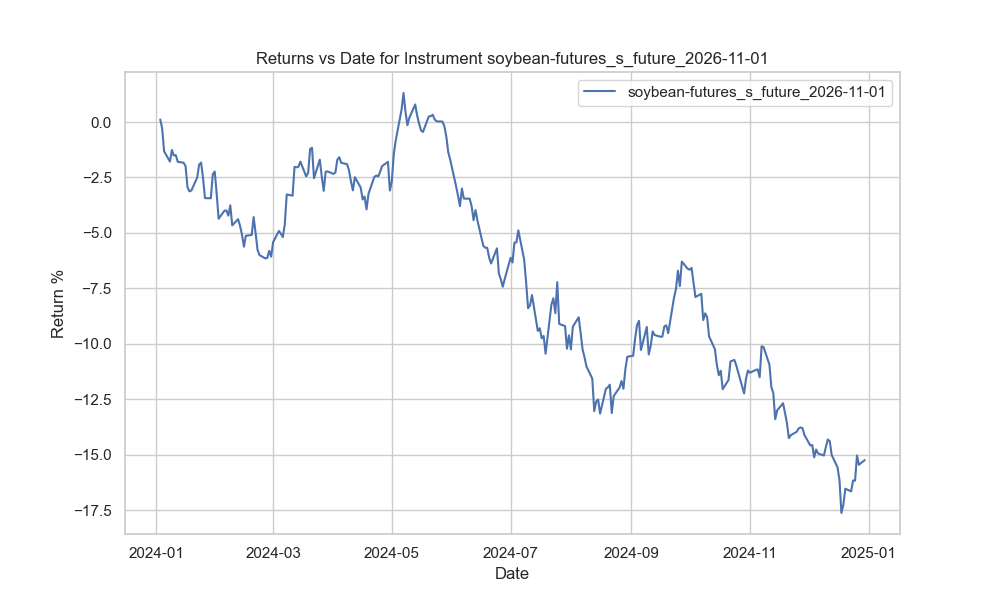 Returns vs Date for Instrument soybean-futures_s_future_2026-11-01
soybean-futures_s_future_2026-11-01
Return %
0.0
−2.5
−5.0
−7.5
−10.0
−12.5
−15.0
−17.5
2024-01 2024-03 2024-05 2024-07 2024-09 2024-11 2025-01
Date